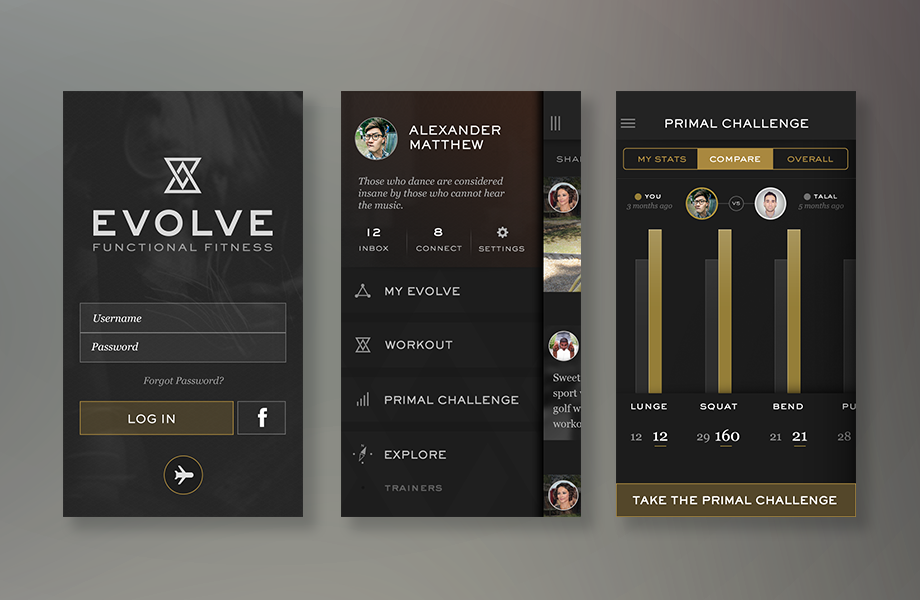 EVOLVE
FUNCTIONAL FITNESS
Username
Password
Forgot Password?
LOG IN
f
ALEXANDER
MATTHEW
Those who dance are considered
insane by those who cannot hear
the music.
12 8
INBOX CONNECT SETTINGS
MY EVOLVE
WORKOUT
PRIMAL CHALLENGE
EXPLORE
TRAINERS
SHA
Sweet
sport
golf w
worko
PRIMAL CHALLENGE
MY STATS COMPARE OVERALL
YOU VS TALAL
3 months ago 5 months ago
LUNGE SQUAT BEND PU
12 12 29 160 21 21 28
TAKE THE PRIMAL CHALLENGE